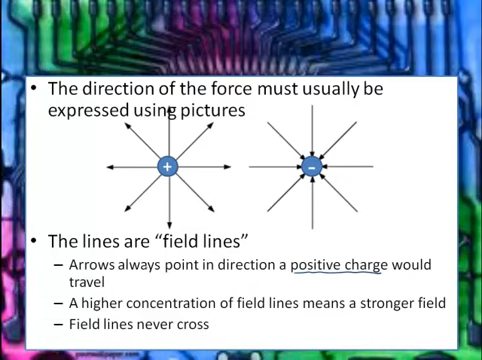 • The direction of the force must usually be
expressed using pictures
+
-
• The lines are “field lines”
– Arrows always point in direction a positive charge would
travel
– A higher concentration of field lines means a stronger field
– Field lines never cross